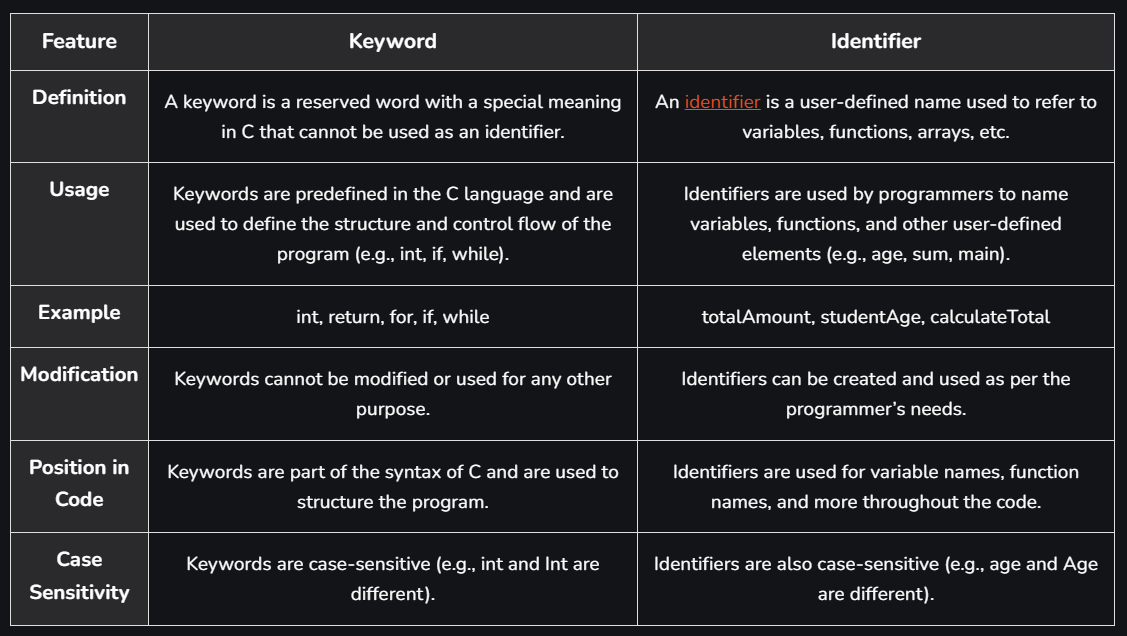 Feature
Keyword
Identifier
Definition
A keyword is a reserved word with a special meaning
in C that cannot be used as an identifier.
An identifier is a user-defined name used to refer to
variables, functions, arrays, etc.
Usage
Keywords are predefined in the C language and are
used to define the structure and control flow of the
program (e.g., int, if, while).
Identifiers are used by programmers to name
variables, functions, and other user-defined
elements (e.g., age, sum, main).
Example
int, return, for, if, while
totalAmount, studentAge, calculateTotal
Modification
Keywords cannot be modified or used for any other
purpose.
Identifiers can be created and used as per the
programmer’s needs.
Position in
Code
Keywords are part of the syntax of C and are used to
structure the program.
Identifiers are used for variable names, function
names, and more throughout the code.
Case
Sensitivity
Keywords are case-sensitive (e.g., int and Int are
different).
Identifiers are also case-sensitive (e.g., age and Age
are different).